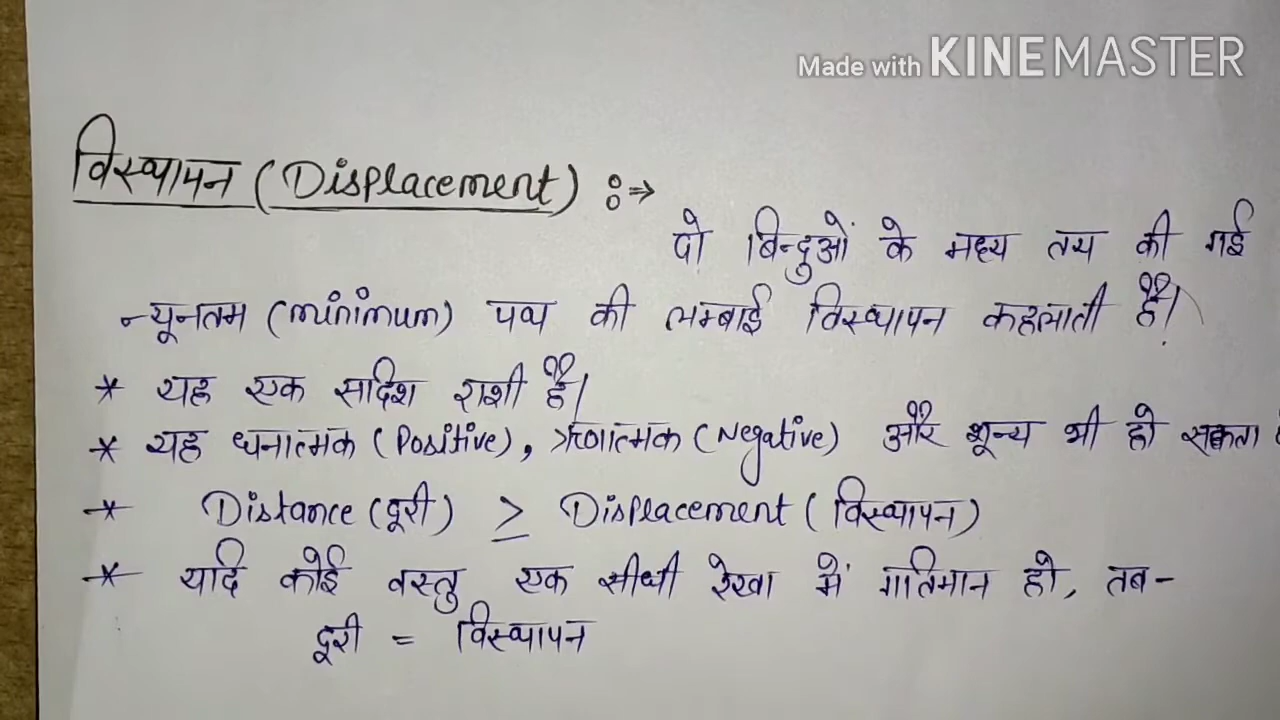 Made with KINEMASTER
विस्थापन (Displacement) :⇒
दो बिन्दुओं के मध्य तय की गई
न्यूनतम (minimum) पथ की लम्बाई विस्थापन कहलाती है।
* यह एक सदिश राशी है।
* यह धनात्मक (Positive), ऋणात्मक (Negative) और शून्य भी हो सकता
* Distance (दूरी) ≥ Displacement (विस्थापन)
* यदि कोई वस्तु एक सीधी रेखा में गतिमान हो, तब-
दूरी = विस्थापन